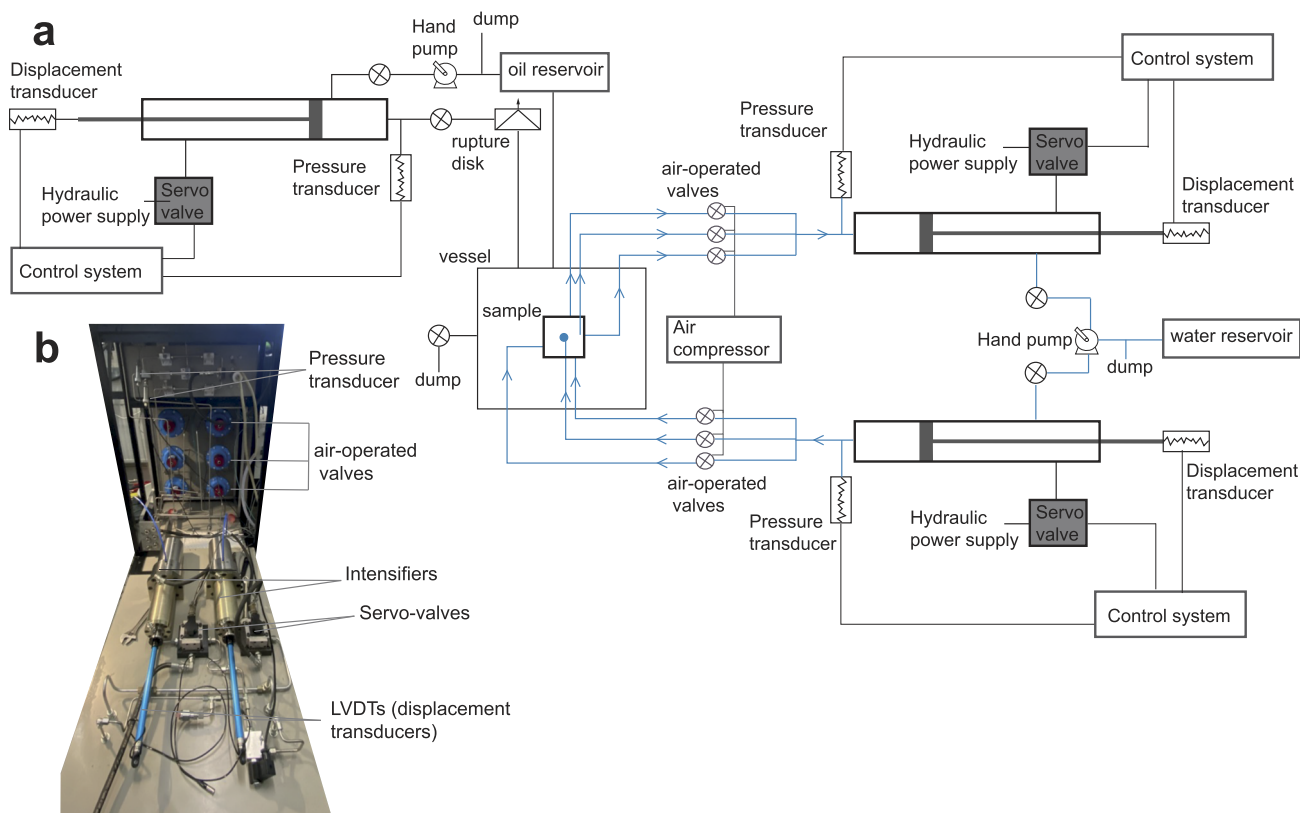 a
Displacement
transducer
Hand
pump
dump
oil reservoir
rupture
disk
Pressure
transducer
Hydraulic
power supply
Servo
valve
Control system
Control system
Pressure
transducer
Hydraulic
power supply
Servo
valve
Displacement
transducer
air-operated
valves
vessel
sample
dump
Air
compressor
Hand pump
water reservoir
dump
air-operated
valves
Pressure
transducer
Hydraulic
power supply
Servo
valve
Displacement
transducer
Control system
b
Pressure
transducer
air-operated
valves
Intensifiers
Servo-valves
LVDTs (displacement
transducers)